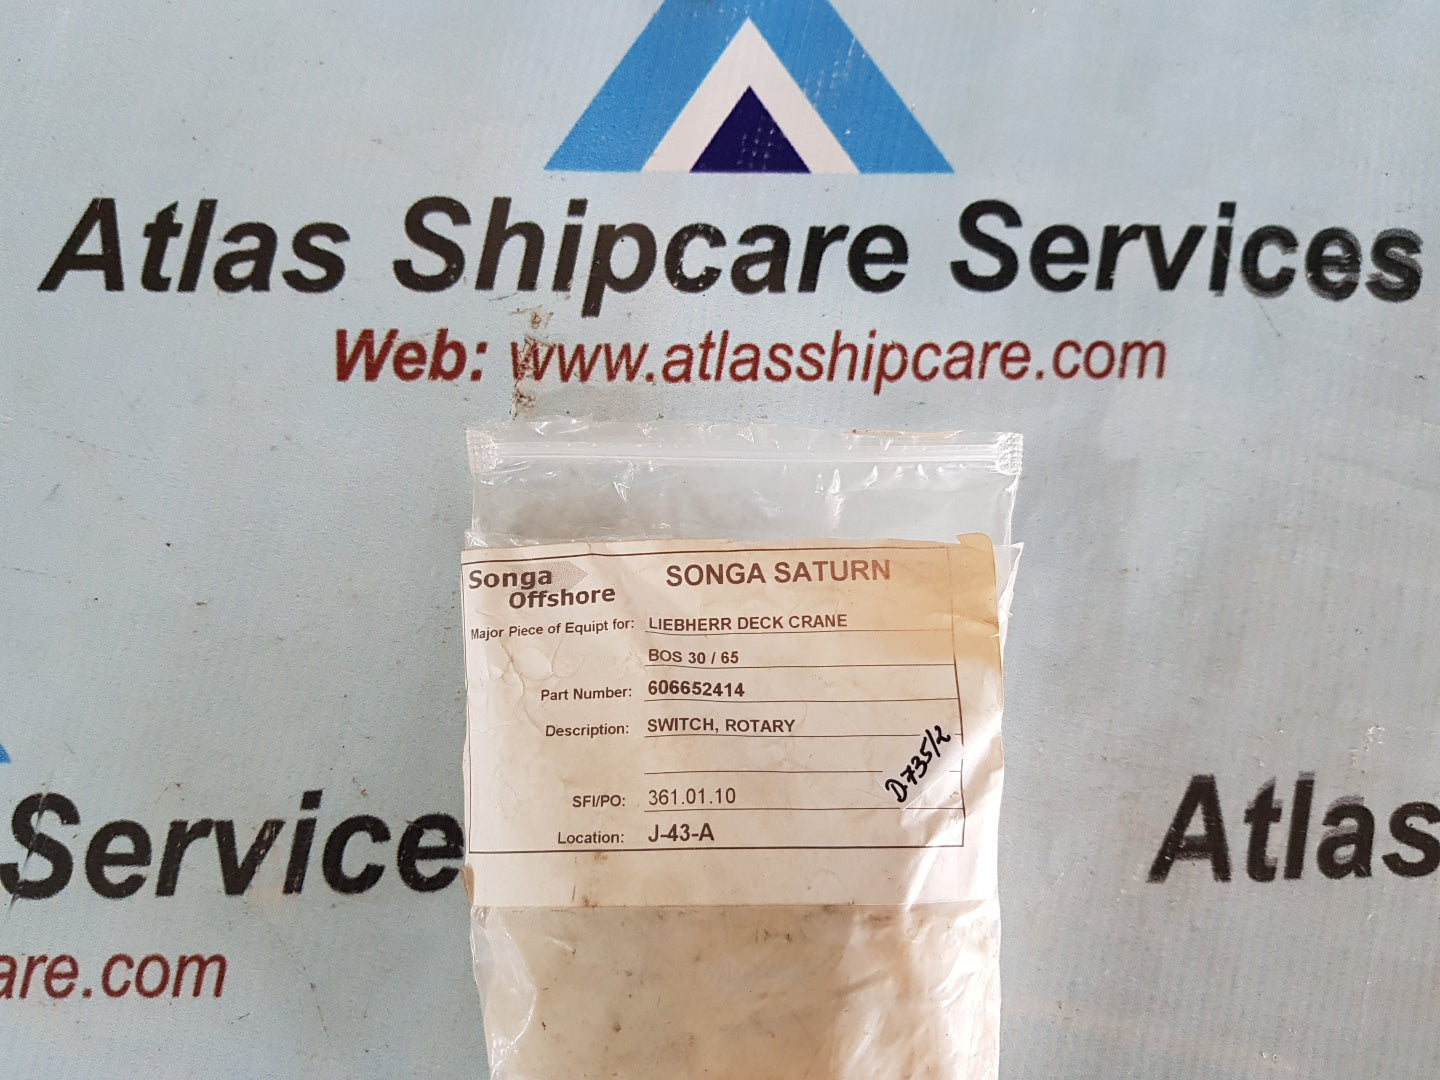 Atlas Shipcare Services
Web: www.atlasshipcare.com
Songa
Offshore
SONGA SATURN
Major Piece of Equipt for: LIEBHERR DECK CRANE
BOS 30 / 65
Part Number: 606652414
Description: SWITCH, ROTARY
D-735/2
SFI/PO: 361.01.10
Location: J-43-A
Service
Atlas
are.com